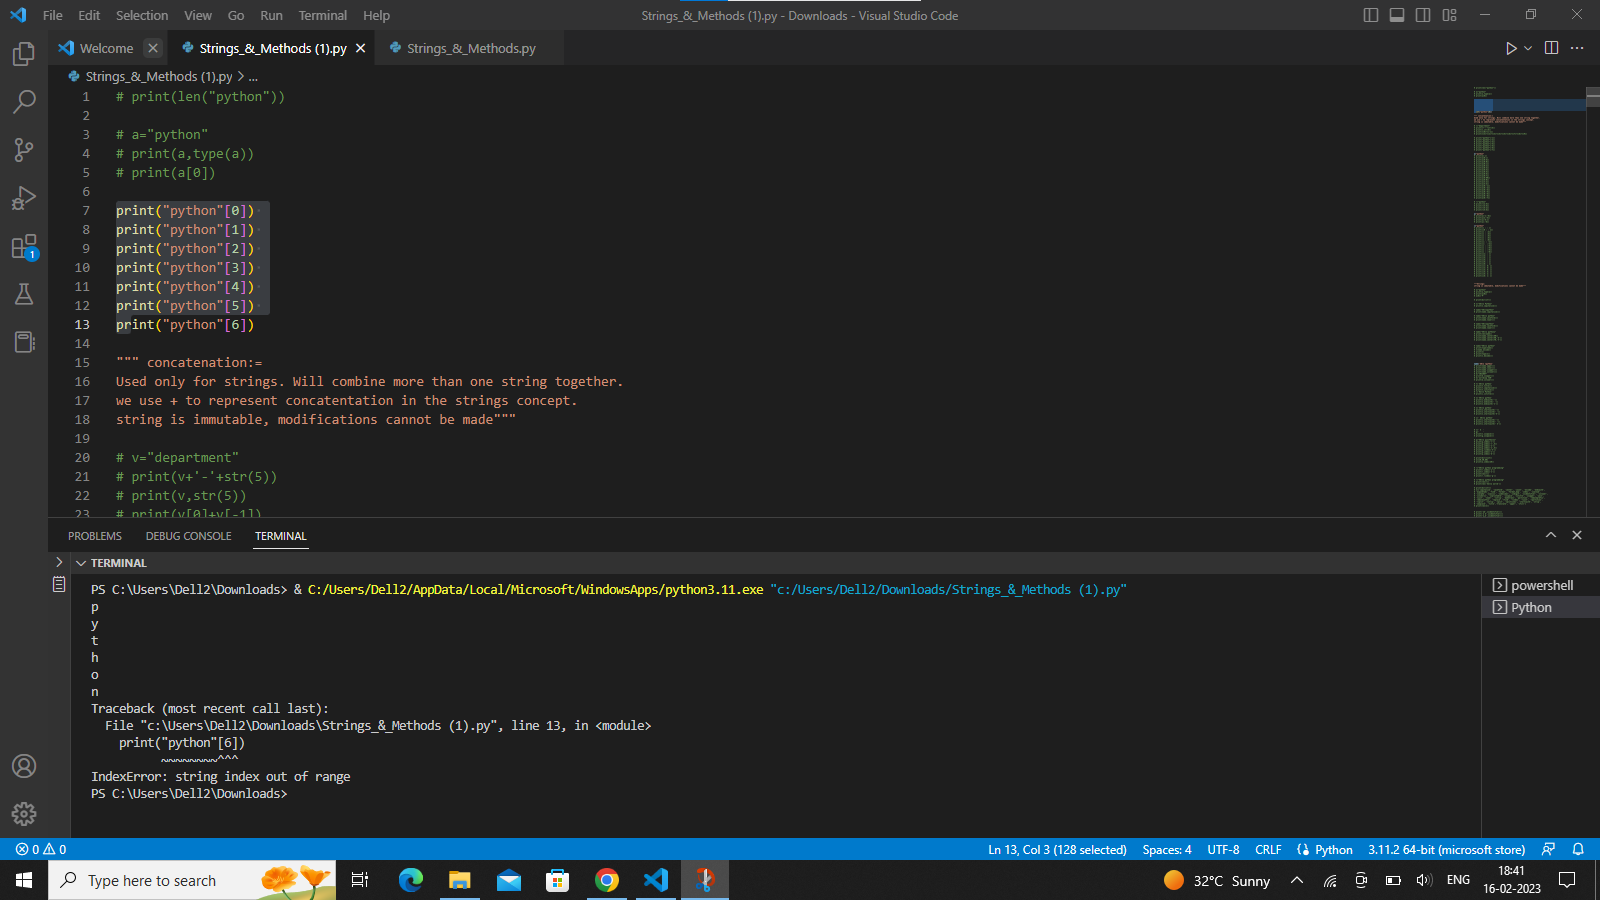 File Edit Selection View Go Run Terminal Help Strings_&_Methods (1).py - Downloads - Visual Studio Code
Welcome Strings_&_Methods (1).py Strings_&_Methods.py
Strings_&_Methods (1).py > ...
1 # print(len("python"))
2
3 # a="python"
4 # print(a,type(a))
5 # print(a[0])
6
7 print("python"[0])
8 print("python"[1])
9 print("python"[2])
10 print("python"[3])
11 print("python"[4])
12 print("python"[5])
13 print("python"[6])
14
15 """ concatenation:=
16 Used only for strings. Will combine more than one string together.
17 we use + to represent concatentation in the strings concept.
18 string is immutable, modifications cannot be made"""
19
20 # v="department"
21 # print(v+'-'+str(5))
22 # print(v,str(5))
23 # print(v[0]+v[-1])
1
PROBLEMS DEBUG CONSOLE TERMINAL
TERMINAL
PS C:\Users\Dell2\Downloads> & C:/Users/Dell2/AppData/Local/Microsoft/WindowsApps/python3.11.exe "c:/Users/Dell2/Downloads/Strings_&_Methods (1).py"
p
y
t
h
o
n
Traceback (most recent call last):
File "c:\Users\Dell2\Downloads\Strings_&_Methods (1).py", line 13, in <module>
print("python"[6])
~~~~~~~~^^^
IndexError: string index out of range
PS C:\Users\Dell2\Downloads>
powershell
Python
0 0 Ln 13, Col 3 (128 selected) Spaces: 4 UTF-8 CRLF Python 3.11.2 64-bit (microsoft store)
Type here to search 32°C Sunny ENG 18:41
16-02-2023